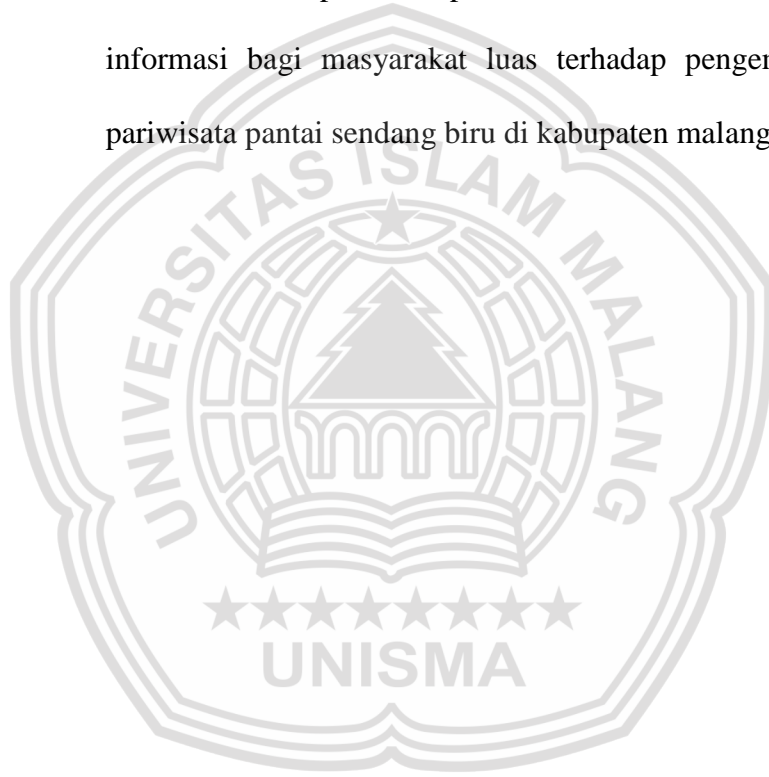 informasi bagi masyarakat luas terhadap
pariwisata pantai sendang biru di kabupaten malang
UNIVERSITAS ISLAM MALANG
UNISMA